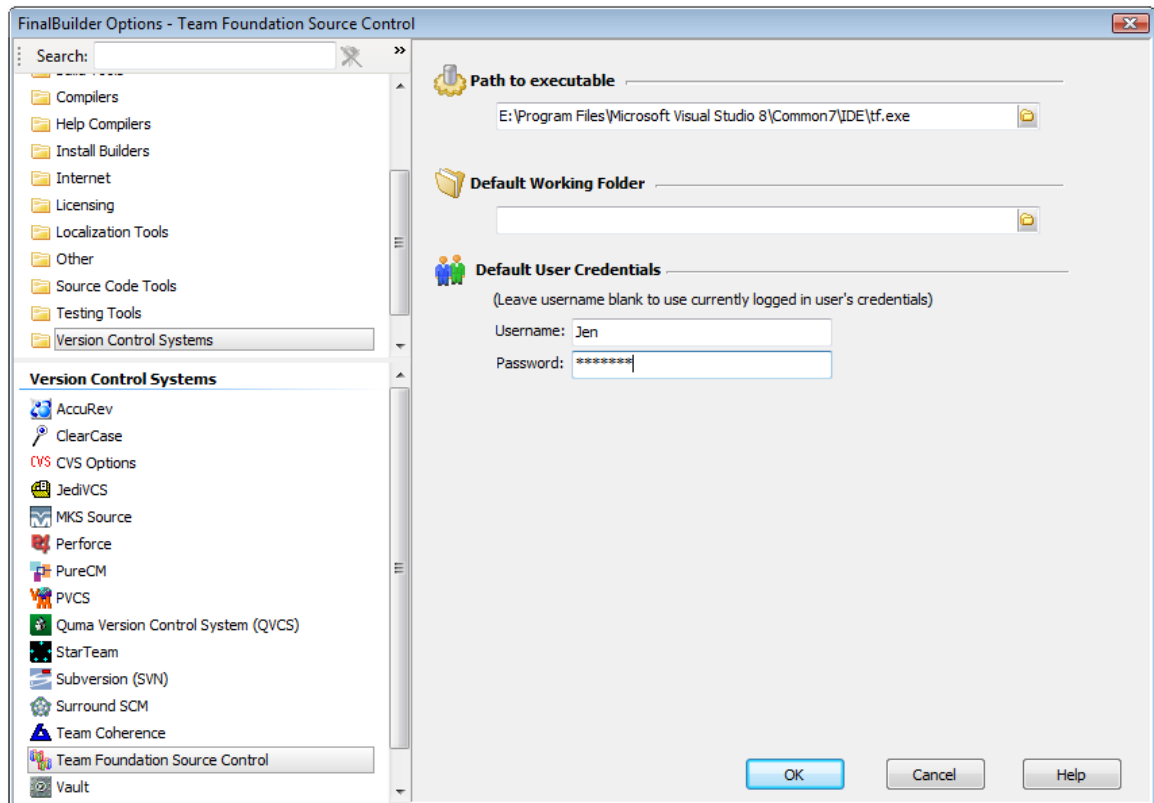 FinalBuilder Options - Team Foundation Source Control
Search:
»
Compilers
Help Compilers
Install Builders
Internet
Licensing
Localization Tools
Other
Source Code Tools
Testing Tools
Version Control Systems
Version Control Systems
AccuRev
ClearCase
CVS CVS Options
JediVCS
MKS Source
Perforce
PureCM
PVCS
Quma Version Control System (QVCS)
StarTeam
Subversion (SVN)
Surround SCM
Team Coherence
Team Foundation Source Control
Vault
Path to executable
E:\Program Files\Microsoft Visual Studio 8\Common7\IDE\tf.exe
Default Working Folder
Default User Credentials
(Leave username blank to use currently logged in user's credentials)
Username: Jen
Password: *******
OK Cancel Help